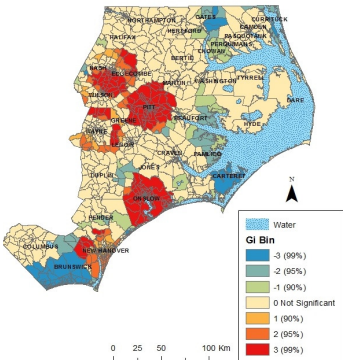 NORTHAMPTON
GATES
CURRITUCK
CAMDEN
HERTFORD
PASQUOTANK
HALIFAX
PERQUIMANS
CHOWAN
BERTIE
NASH
EDGECOMBE
MARTIN
WASHINGTON
TYRRELL
WILSON
PITT
DARE
BEAUFORT
GREENE
HYDE
WAYNE
LENOIR
CRAVEN
PAMLICO
JONES
DUPLIN
CARTERET
ONSLOW
PENDER
COLUMBUS
NEW HANOVER
BRUNSWICK
N
Water
Gi Bin
-3 (99%)
-2 (95%)
-1 (90%)
0 Not Significant
1 (90%)
2 (95%)
3 (99%)
0 25 50 100 Km